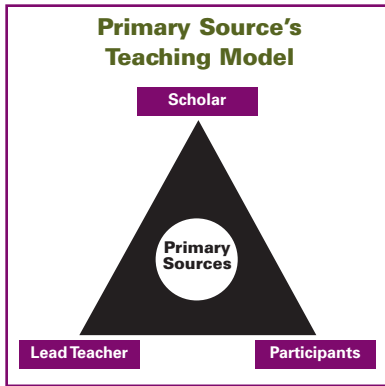 Primary Source’s
Teaching Model
Scholar
Primary
Sources
Lead Teacher
Participants